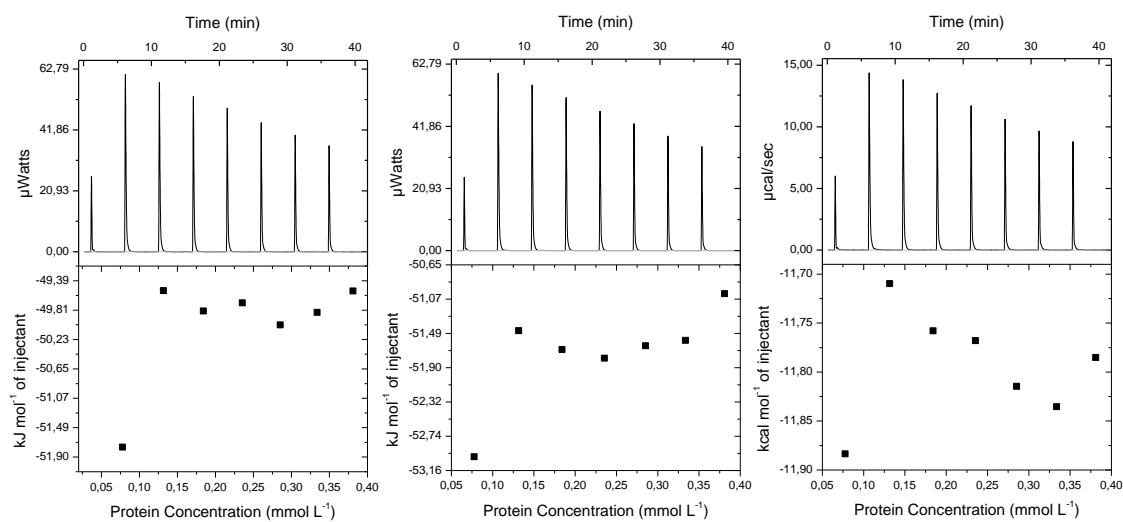 Time (min)
0 10 20 30 40
62,79
41,86
20,93
0,00
µWatts
-49,39
-49,81
-50,23
-50,65
-51,07
-51,49
-51,90
kJ mol⁻¹ of injectant
0,05 0,10 0,15 0,20 0,25 0,30 0,35 0,40
Protein Concentration (mmol L⁻¹)
Time (min)
0 10 20 30 40
62,79
41,86
20,93
0,00
µWatts
-50,65
-51,07
-51,49
-51,90
-52,32
-52,74
-53,16
kJ mol⁻¹ of injectant
0,05 0,10 0,15 0,20 0,25 0,30 0,35 0,40
Protein Concentration (mmol L⁻¹)
Time (min)
0 10 20 30 40
15,00
10,00
5,00
0,00
µcal/sec
-11,70
-11,75
-11,80
-11,85
-11,90
kcal mol⁻¹ of injectant
0,05 0,10 0,15 0,20 0,25 0,30 0,35 0,40
Protein Concentration (mmol L⁻¹)